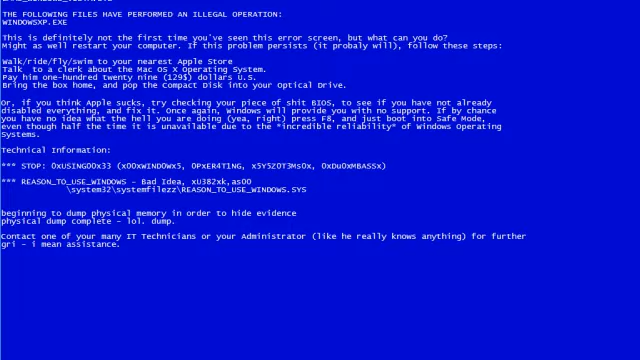 THE FOLLOWING FILES HAVE PERFORMED AN ILLEGAL OPERATION:
WINDOWSXP.EXE
This is definitely not the first time you've seen this error screen, but what can you do?
Might as well restart your computer. If this problem persists (it probaly will), follow these steps:
Walk/ride/fly/swim to your nearest Apple Store
Talk  to a clerk about the Mac OS X Operating System.
Pay him one-hundred twenty nine (129$) dollars U.S.
Bring the box home, and pop the Compact Disk into your Optical Drive.
Or, if you think Apple sucks, try checking your piece of shit BIOS, to see if you have not already
disabled everything, and fix it. Once again, Windows will provide you with no support. If by chance
you have no idea what the hell you are doing (yea, right) press F8, and just boot into Safe Mode,
even though half the time it is unavailable due to the *incredible reliability* of Windows Operating
Systems.
Technical Information:
*** STOP: 0xUSING00x33 (x00xWIND0Wx5, 0PxER4T1NG, x5Y5Z0T3Ms0x, 0xDu0xMBASSx)
*** REASON_TO_USE_WINDOWS - Bad Idea, xU382xk,as00
\system32\systemfilezz\REASON_TO_USE_WINDOWS.SYS
beginning to dump physical memory in order to hide evidence
physical dump complete - lol. dump.
Contact one of your many IT Technicians or your Administrator (like he really knows anything) for further
gri - i mean assistance.